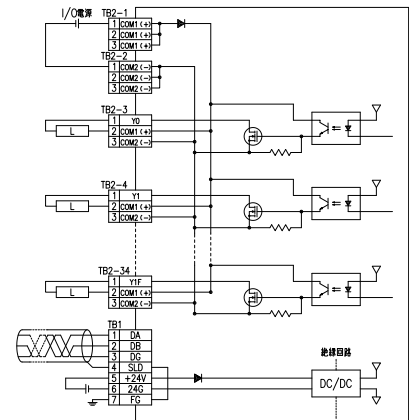 I/O電源
TB2-1
1 COM1(+)
2 COM1(+)
3 COM1(+)
TB2-2
1 COM2(-)
2 COM2(-)
3 COM2(-)
TB2-3
1 Y0
2 COM1(+)
3 COM2(-)
L
TB2-4
1 Y1
2 COM1(+)
3 COM2(-)
L
TB2-34
1 Y1F
2 COM1(+)
3 COM2(-)
L
TB1
1 DA
2 DB
3 DG
4 SLD
5 +24V
6 24G
7 FG
絶縁回路
DC/DC